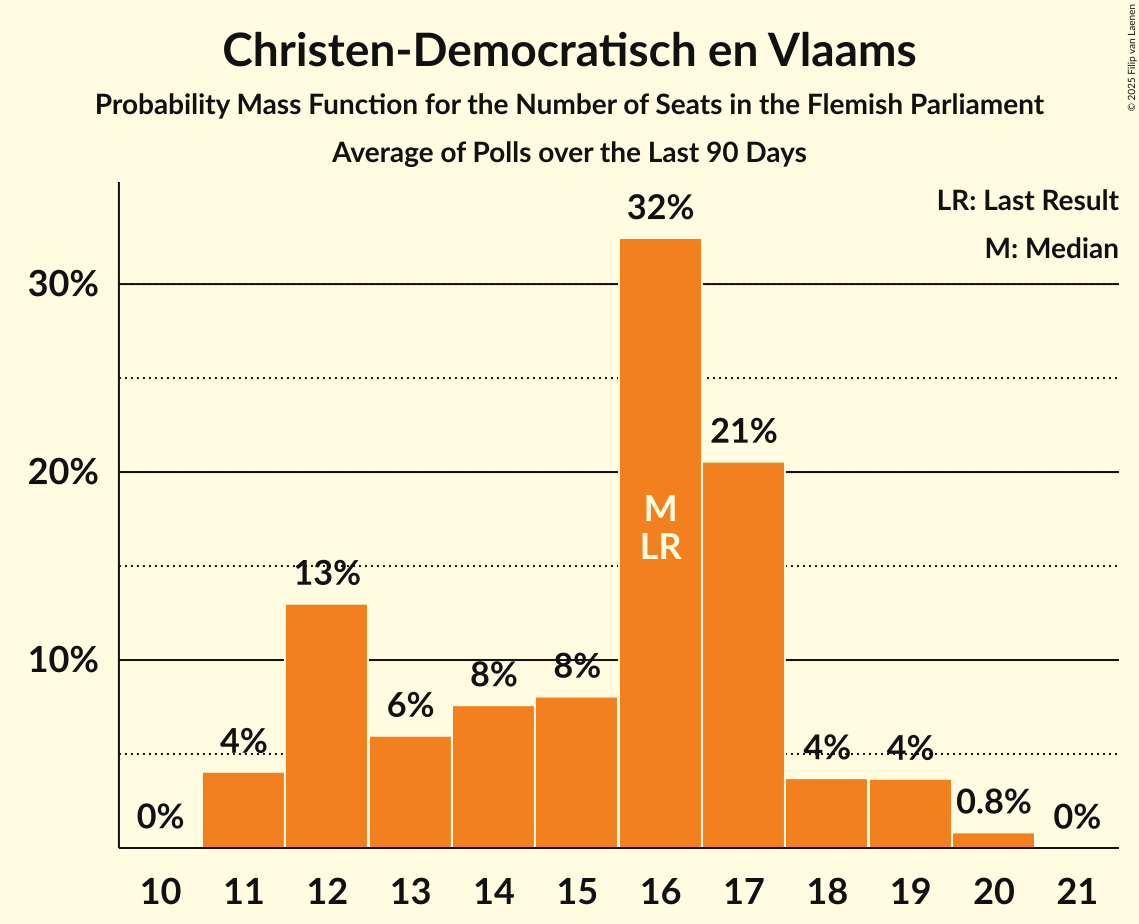 Christen-Democratisch en Vlaams
Probability Mass Function for the Number of Seats in the Flemish Parliament
Average of Polls over the Last 90 Days
© 2025 Filip van Laenen
LR: Last Result
M: Median
30%
20%
10%
0%
4%
13%
6%
8%
8%
32%
M
LR
21%
4%
4%
0.8%
0%
10 11 12 13 14 15 16 17 18 19 20 21